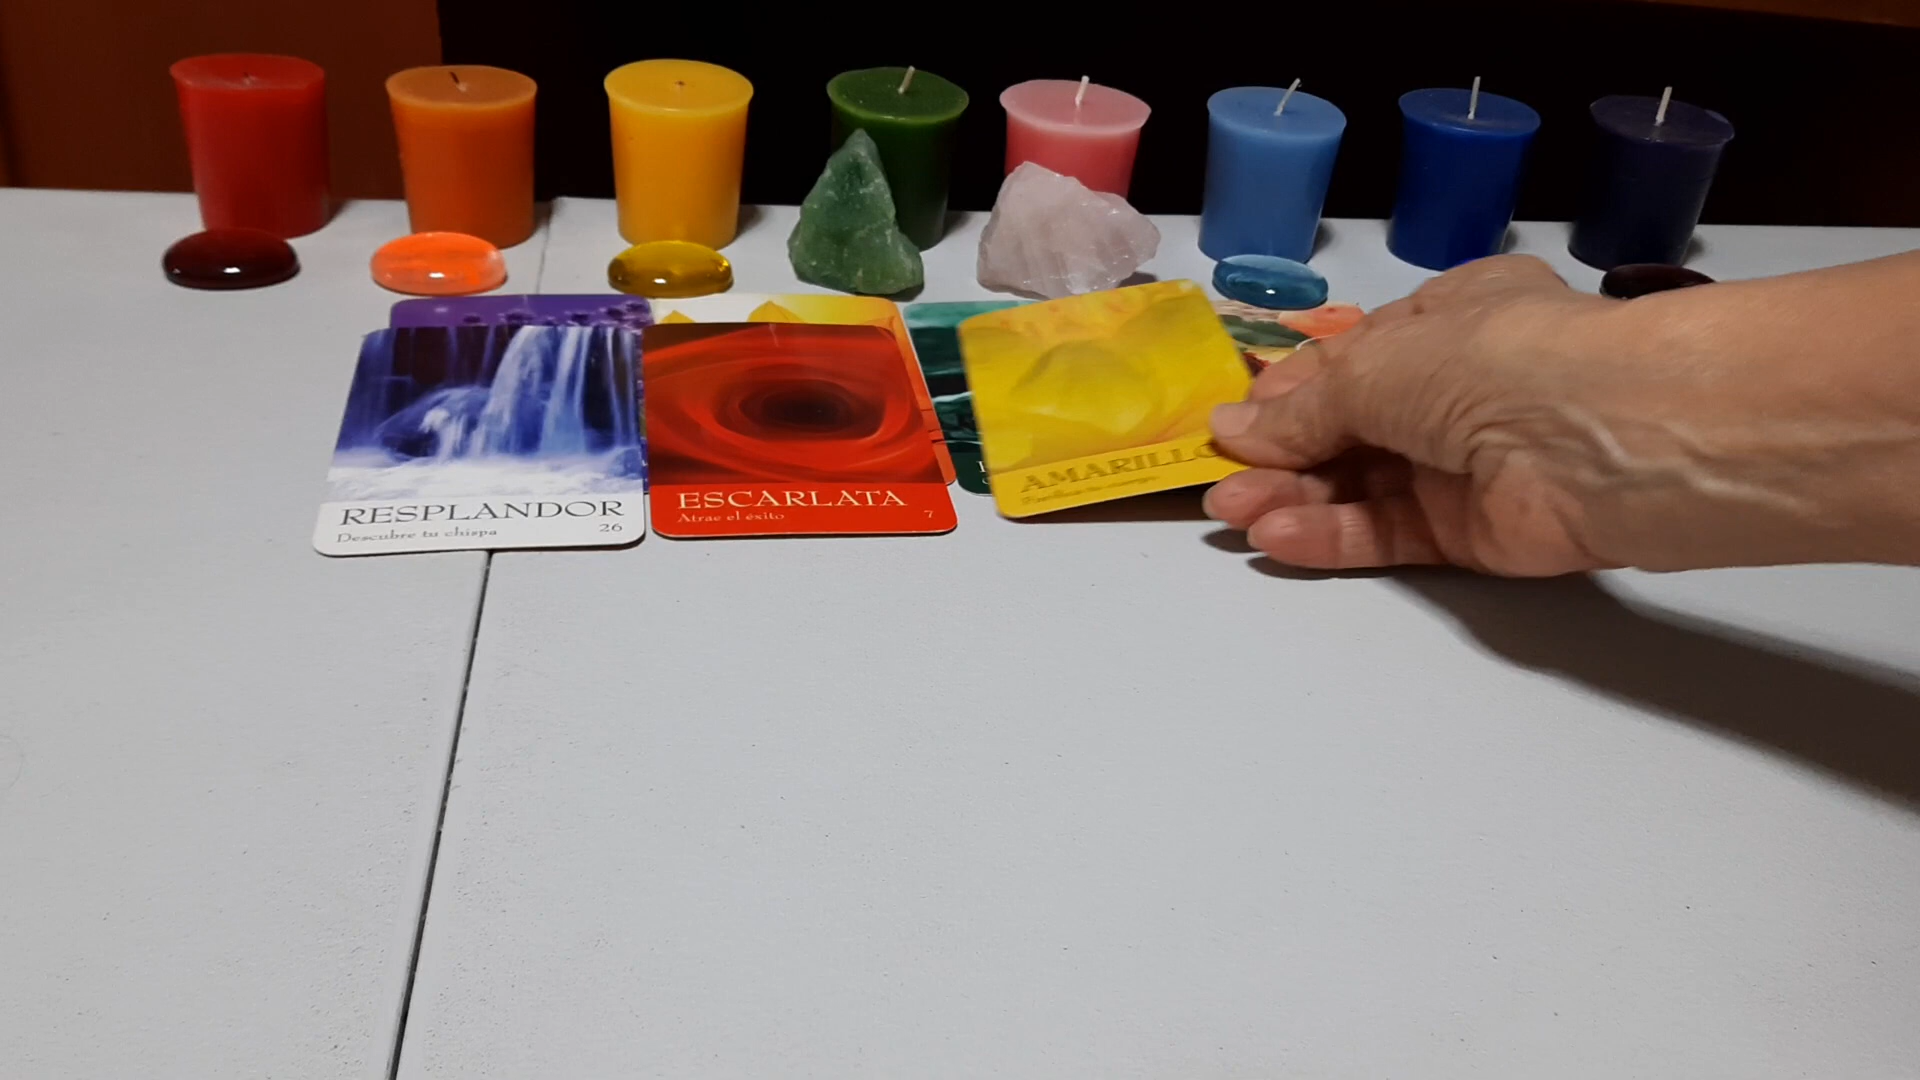 RESPLANDOR
Descubre tu chispa
26
ESCARLATA
Atrae el éxito
7
AMARILLO